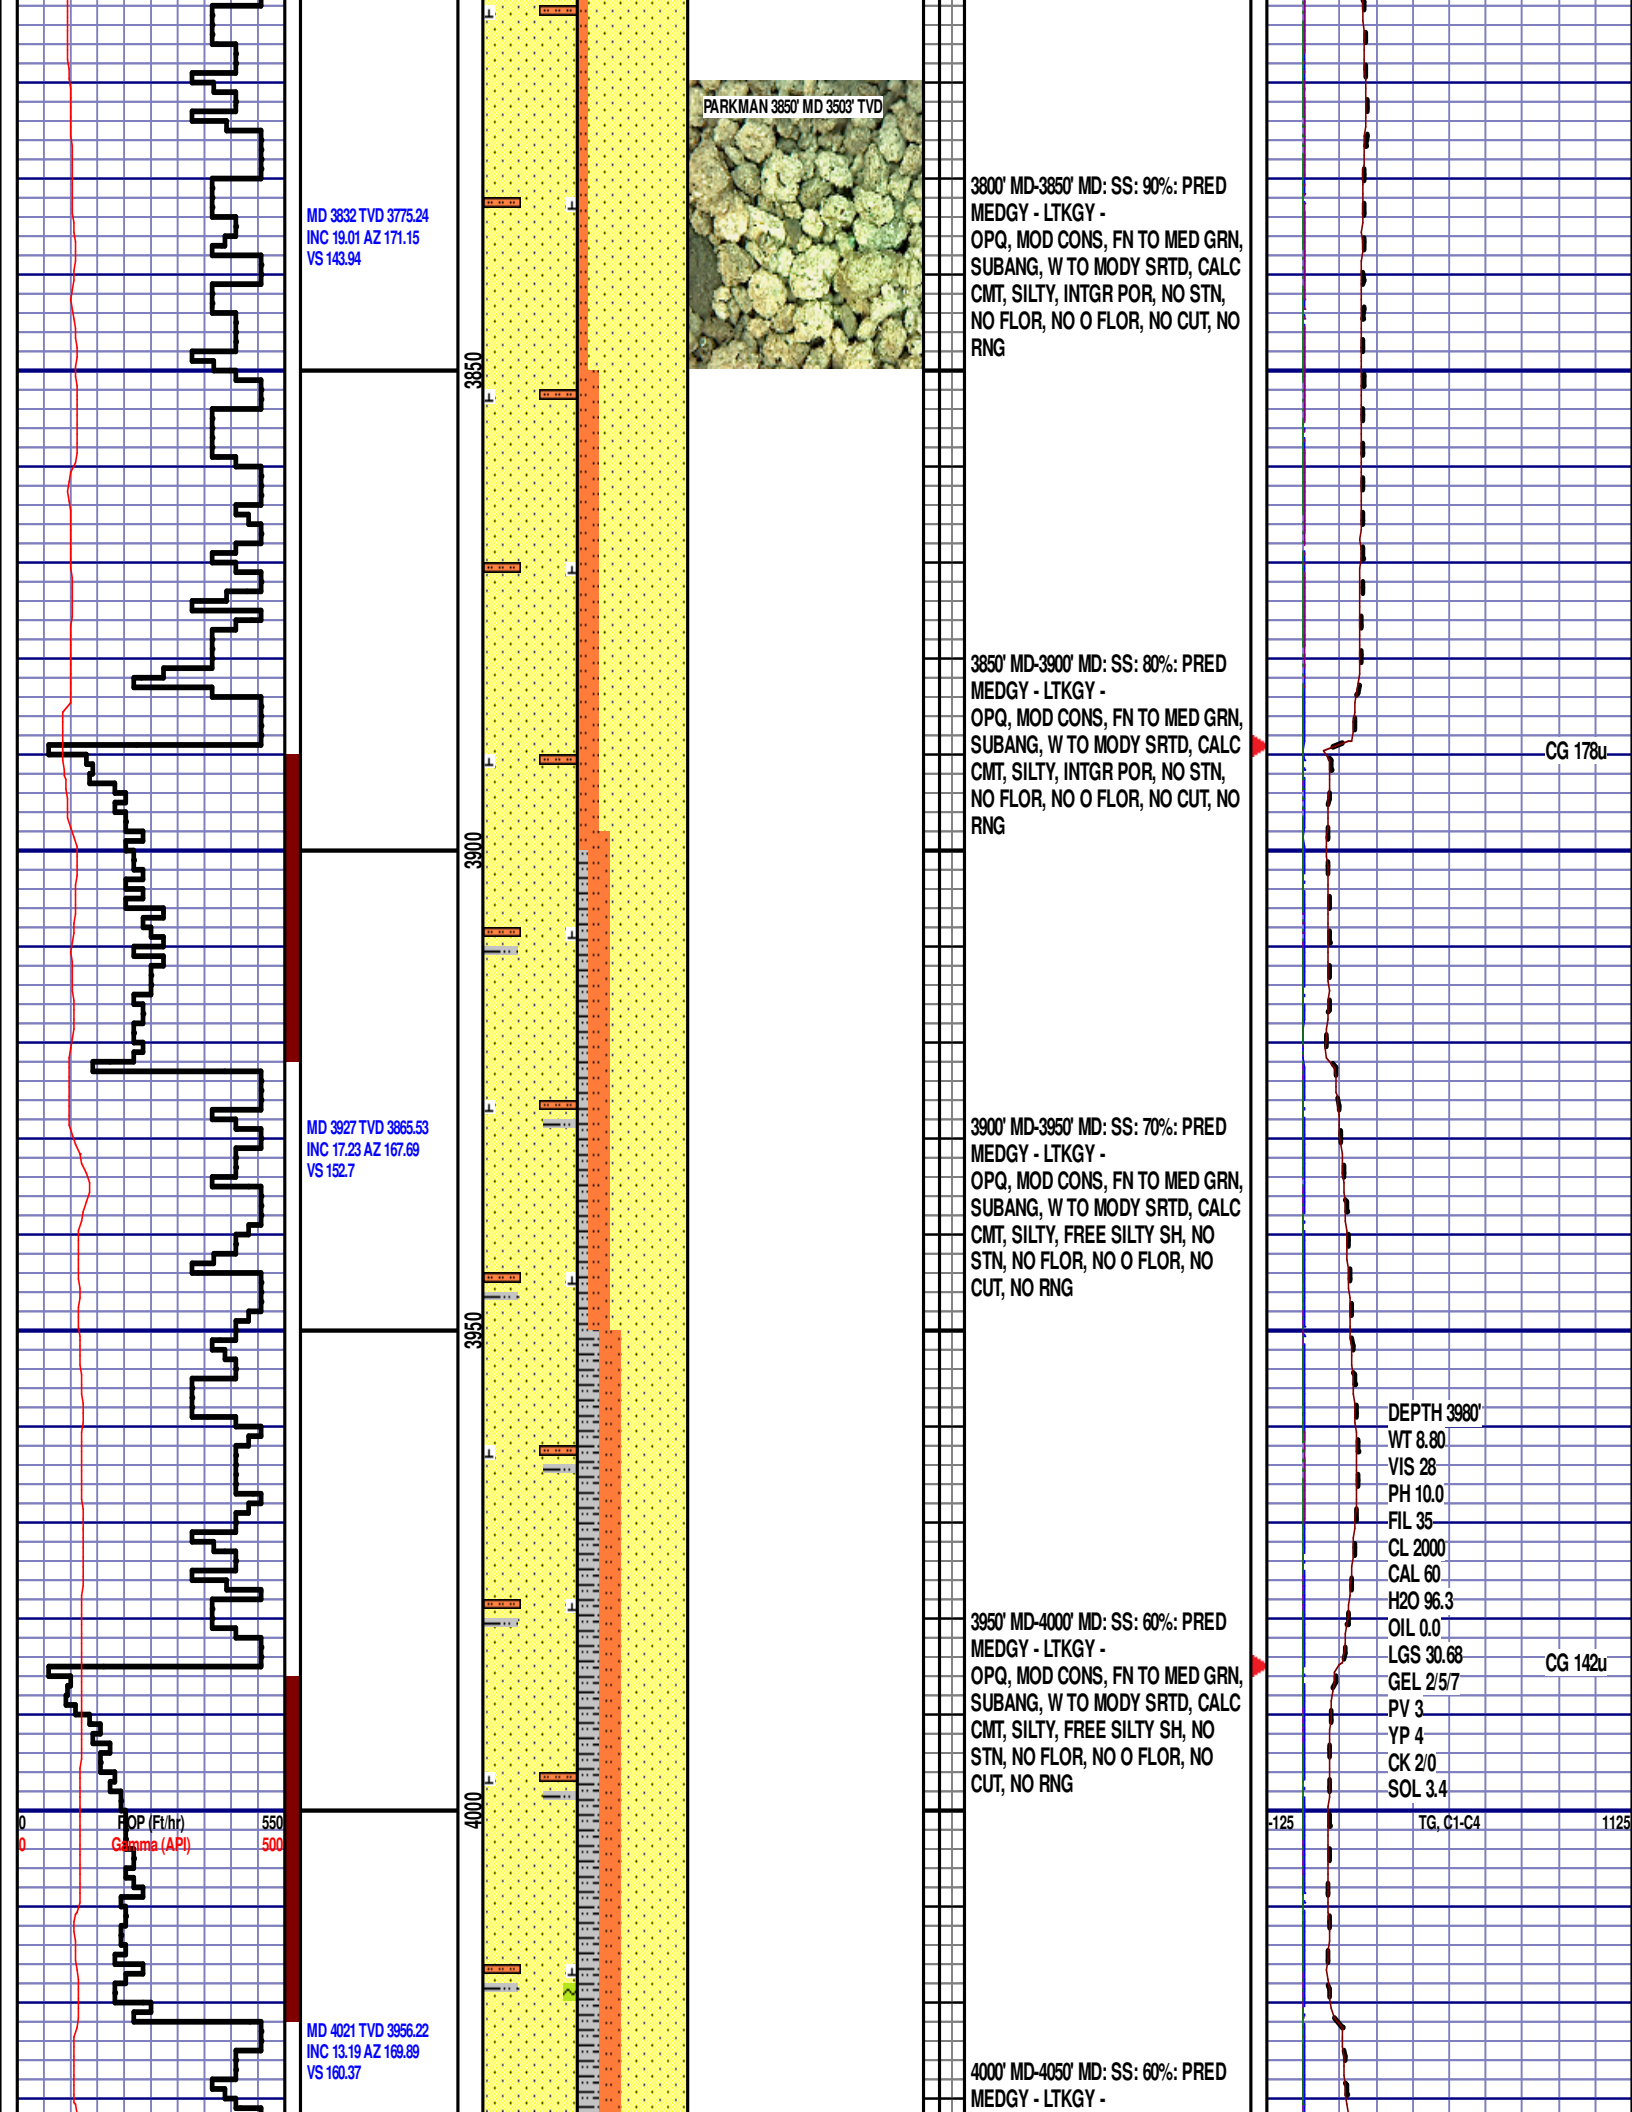 PARKMAN 3850' MD 3503' TVD
3800' MD-3850' MD: SS: 90%: PRED
MEDGY - LTKGY -
OPQ, MOD CONS, FN TO MED GRN,
SUBANG, W TO MODY SRTD, CALC
CMT, SILTY, INTGR POR, NO STN,
NO FLOR, NO O FLOR, NO CUT, NO
RNG
MD 3832 TVD 3775.24
INC 19.01 AZ 171.15
VS 143.94
3850
3850' MD-3900' MD: SS: 80%: PRED
MEDGY - LTKGY -
OPQ, MOD CONS, FN TO MED GRN,
SUBANG, W TO MODY SRTD, CALC
CMT, SILTY, INTGR POR, NO STN,
NO FLOR, NO O FLOR, NO CUT, NO
RNG
CG 178u
3900
MD 3927 TVD 3865.53
INC 17.23 AZ 167.69
VS 152.7
3900' MD-3950' MD: SS: 70%: PRED
MEDGY - LTKGY -
OPQ, MOD CONS, FN TO MED GRN,
SUBANG, W TO MODY SRTD, CALC
CMT, SILTY, FREE SILTY SH, NO
STN, NO FLOR, NO O FLOR, NO
CUT, NO RNG
3950
DEPTH 3980'
WT 8.80
VIS 28
PH 10.0
FIL 35
CL 2000
CAL 60
H2O 96.3
OIL 0.0
LGS 30.68
GEL 2/5/7
PV 3
YP 4
CK 2/0
SOL 3.4
CG 142u
3950' MD-4000' MD: SS: 60%: PRED
MEDGY - LTKGY -
OPQ, MOD CONS, FN TO MED GRN,
SUBANG, W TO MODY SRTD, CALC
CMT, SILTY, FREE SILTY SH, NO
STN, NO FLOR, NO O FLOR, NO
CUT, NO RNG
4000
0 ROP (Ft/hr) 550
0 Gamma (API) 500
-125 TG, C1-C4 1125
MD 4021 TVD 3956.22
INC 13.19 AZ 169.89
VS 160.37
4000' MD-4050' MD: SS: 60%: PRED
MEDGY - LTKGY -